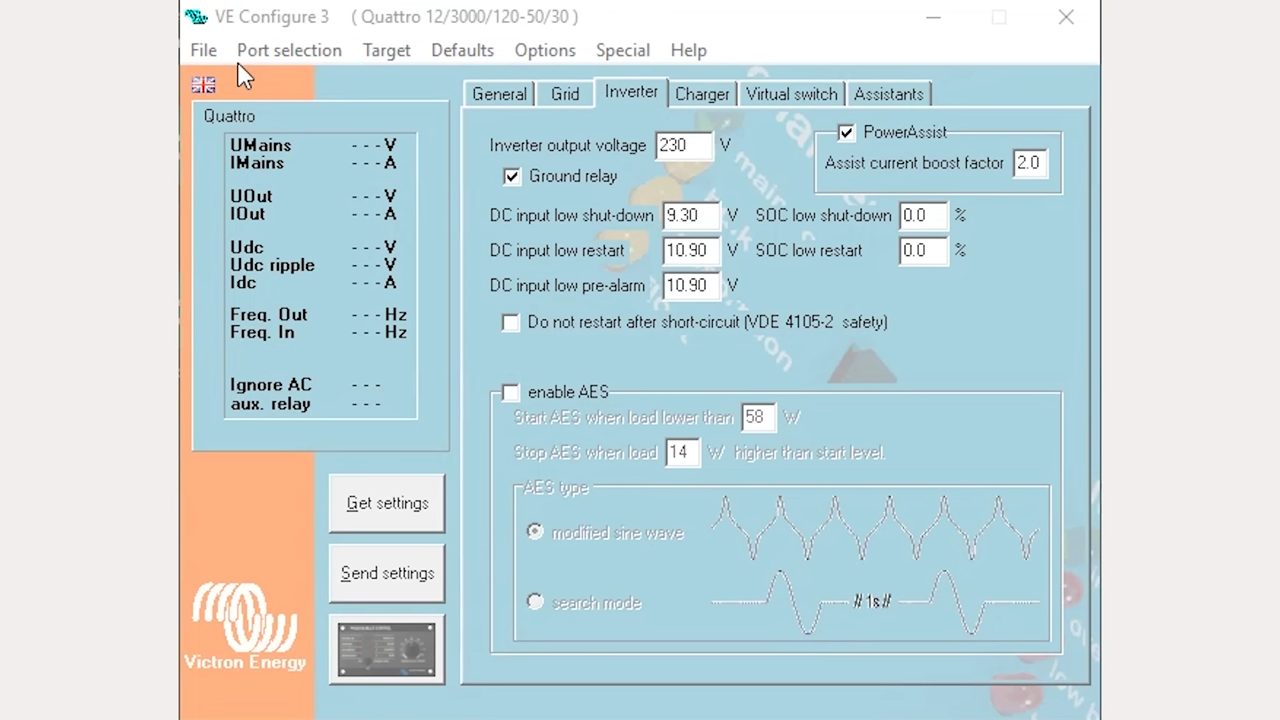 VE Configure 3 ( Quattro 12/3000/120-50/30 )
File Port selection Target Defaults Options Special Help
Quattro
UMains ---V
IMains ---A
UOut ---V
IOut ---A
Udc ---V
Udc ripple ---V
Idc ---A
Freq. Out ---Hz
Freq. In ---Hz
Ignore AC ---
aux. relay ---
Get settings
Send settings
Victron Energy
General Grid Inverter Charger Virtual switch Assistants
Inverter output voltage 230 V
Ground relay
PowerAssist
Assist current boost factor 2.0
DC input low shut-down 9.30 V SOC low shut-down 0.0 %
DC input low restart 10.90 V SOC low restart 0.0 %
DC input low pre-alarm 10.90 V
Do not restart after short-circuit (VDE 4105-2 safety)
enable AES
Start AES when load lower than 58 W
Stop AES when load 14 W higher than start level.
AES type
modified sine wave
search mode
// 1s //